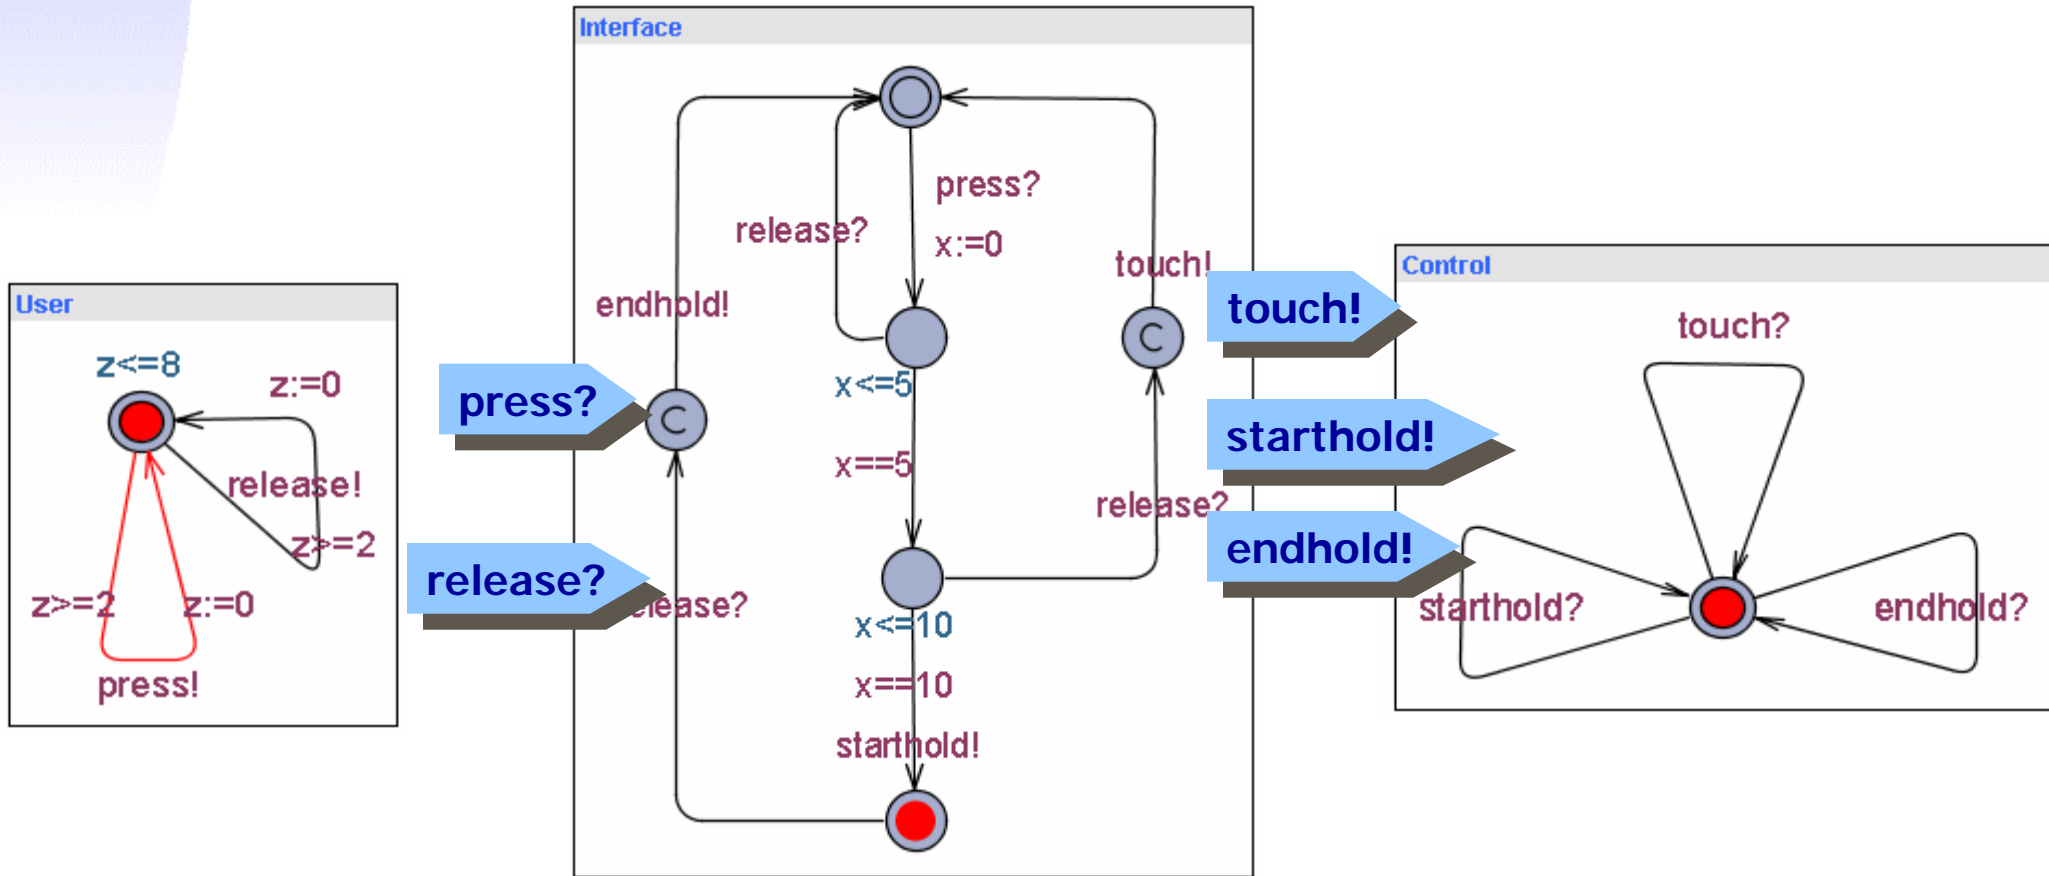 User
z<=8
z:=0
release!
z>=2
z>=2
z:=0
press!
Interface
press?
x:=0
release?
touch!
endhold!
C
C
x<=5
x==5
release?
elease?
x<=10
x==10
starthold!
press?
release?
touch!
starthold!
endhold!
Control
touch?
starthold?
endhold?